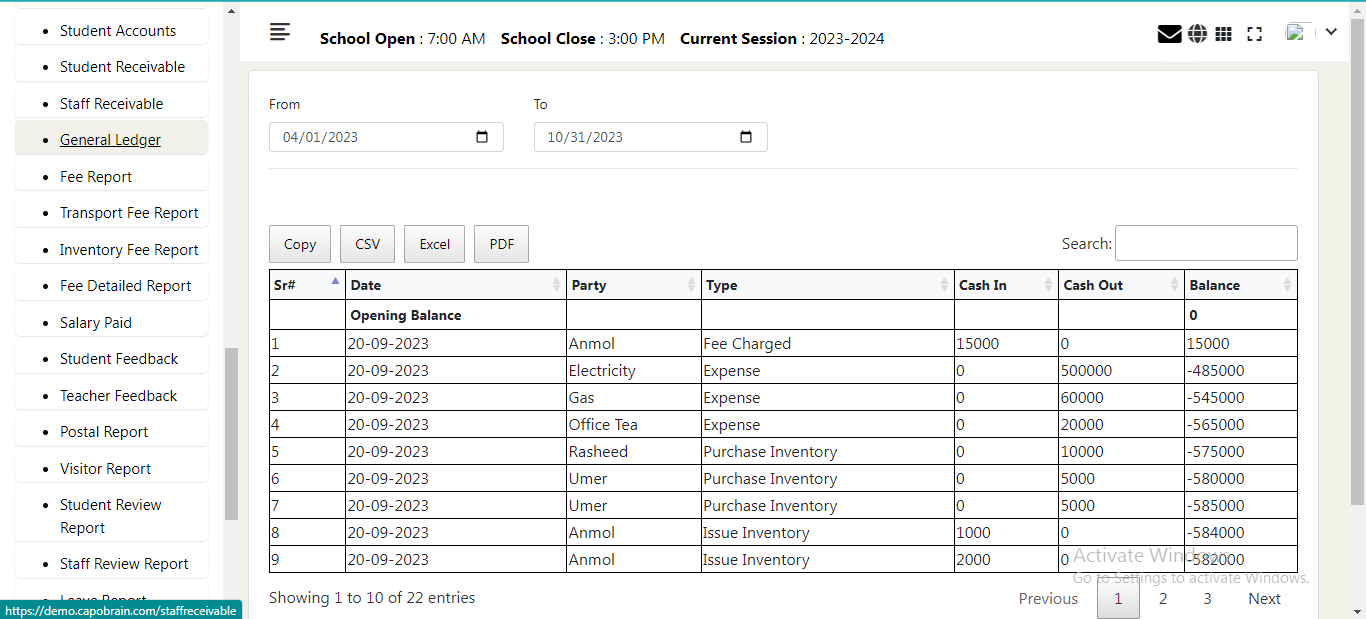 Student Accounts
Student Receivable
Staff Receivable
General Ledger
Fee Report
Transport Fee Report
Inventory Fee Report
Fee Detailed Report
Salary Paid
Student Feedback
Teacher Feedback
Postal Report
Visitor Report
Student Review
Report
Staff Review Report
Leave Report
https://demo.capobrain.com/staffreceivable
School Open : 7:00 AM School Close : 3:00 PM Current Session : 2023-2024
From To
04/01/2023 10/31/2023
Copy CSV Excel PDF Search:
Sr# Date Party Type Cash In Cash Out Balance
Opening Balance 0
1 20-09-2023 Anmol Fee Charged 15000 0 15000
2 20-09-2023 Electricity Expense 0 500000 -485000
3 20-09-2023 Gas Expense 0 60000 -545000
4 20-09-2023 Office Tea Expense 0 20000 -565000
5 20-09-2023 Rasheed Purchase Inventory 0 10000 -575000
6 20-09-2023 Umer Purchase Inventory 0 5000 -580000
7 20-09-2023 Umer Purchase Inventory 0 5000 -585000
8 20-09-2023 Anmol Issue Inventory 1000 0 -584000
9 20-09-2023 Anmol Issue Inventory 2000 0 -582000
Activate Windows
Go to Settings to activate Windows.
Showing 1 to 10 of 22 entries Previous 1 2 3 Next